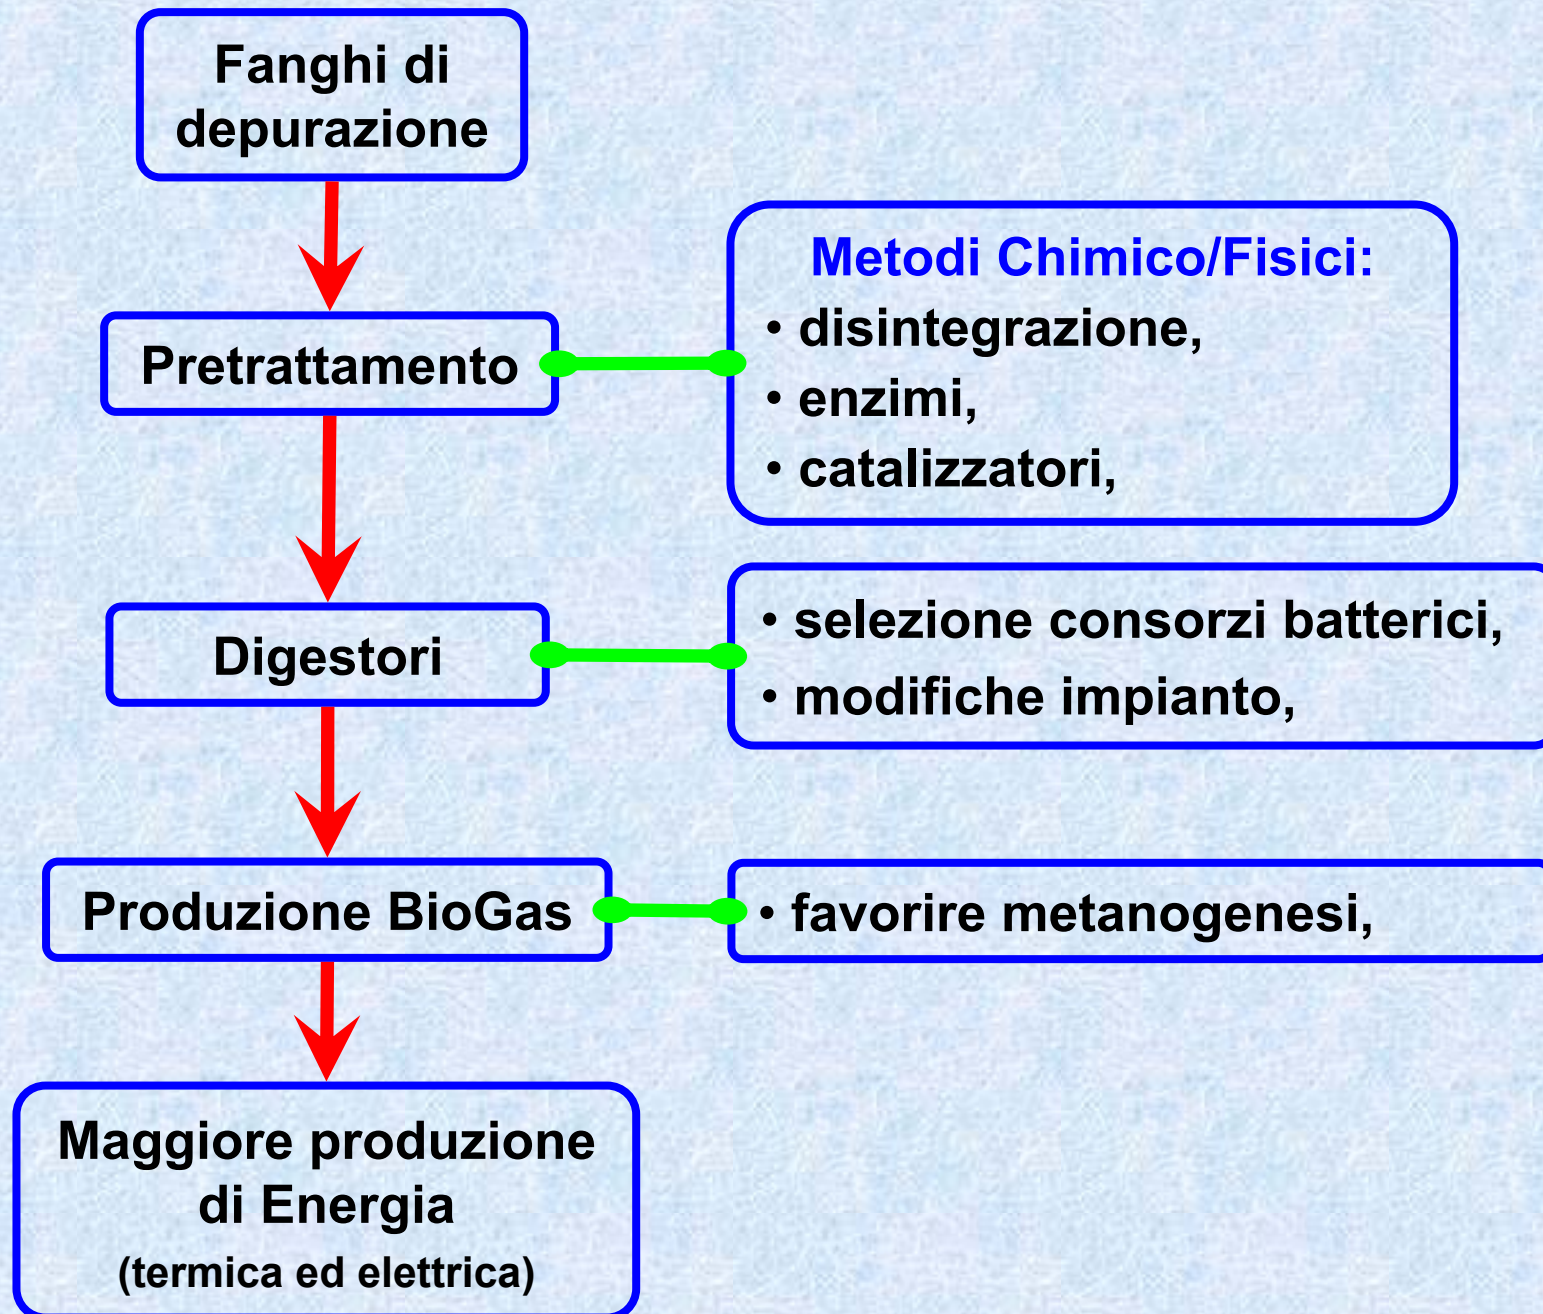 Fanghi di
depurazione
Pretrattamento
Metodi Chimico/Fisici:
• disintegrazione,
• enzimi,
• catalizzatori,
Digestori
• selezione consorzi batterici,
• modifiche impianto,
Produzione BioGas
• favorire metanogenesi,
Maggiore produzione
di Energia
(termica ed elettrica)